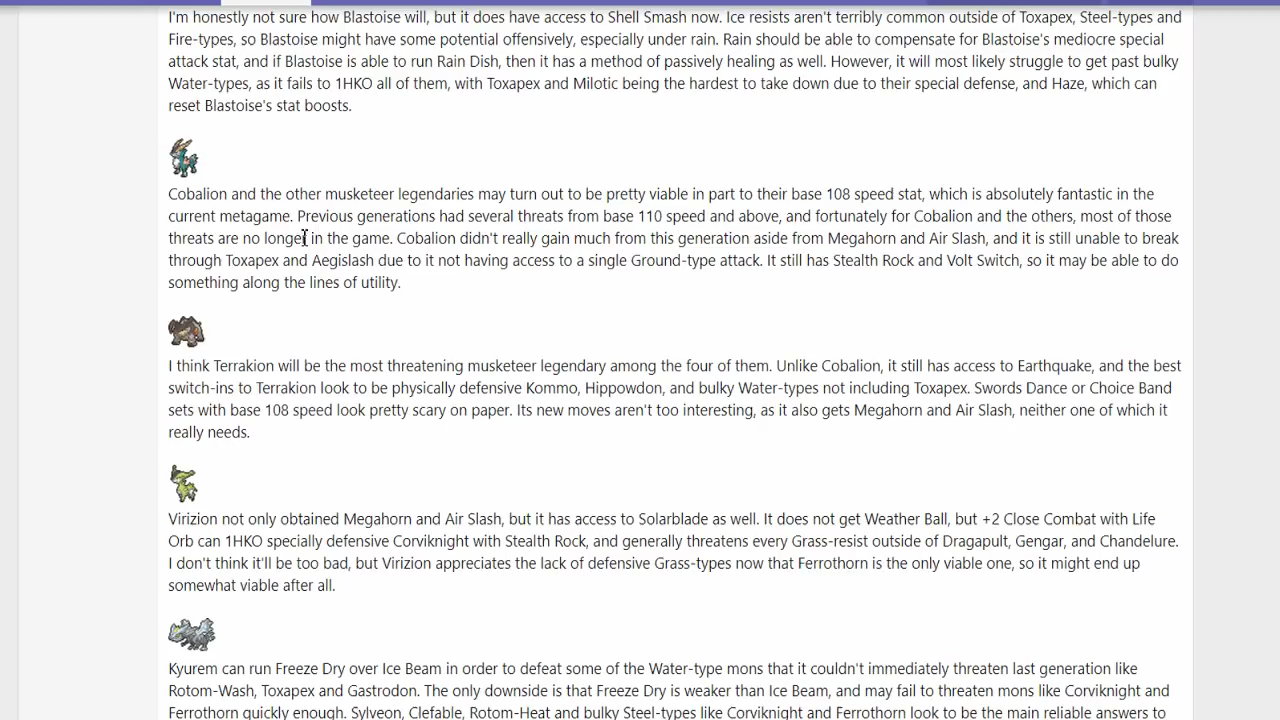 I'm honestly not sure how Blastoise will, but it does have access to Shell Smash now. Ice resists aren't terribly common outside of Toxapex, Steel-types and
Fire-types, so Blastoise might have some potential offensively, especially under rain. Rain should be able to compensate for Blastoise's mediocre special
attack stat, and if Blastoise is able to run Rain Dish, then it has a method of passively healing as well. However, it will most likely struggle to get past bulky
Water-types, as it fails to 1HKO all of them, with Toxapex and Milotic being the hardest to take down due to their special defense, and Haze, which can
reset Blastoise's stat boosts.
Cobalion and the other musketeer legendaries may turn out to be pretty viable in part to their base 108 speed stat, which is absolutely fantastic in the
current metagame. Previous generations had several threats from base 110 speed and above, and fortunately for Cobalion and the others, most of those
threats are no longer in the game. Cobalion didn't really gain much from this generation aside from Megahorn and Air Slash, and it is still unable to break
through Toxapex and Aegislash due to it not having access to a single Ground-type attack. It still has Stealth Rock and Volt Switch, so it may be able to do
something along the lines of utility.
I think Terrakion will be the most threatening musketeer legendary among the four of them. Unlike Cobalion, it still has access to Earthquake, and the best
switch-ins to Terrakion look to be physically defensive Kommo, Hippowdon, and bulky Water-types not including Toxapex. Swords Dance or Choice Band
sets with base 108 speed look pretty scary on paper. Its new moves aren't too interesting, as it also gets Megahorn and Air Slash, neither one of which it
really needs.
Virizion not only obtained Megahorn and Air Slash, but it has access to Solarblade as well. It does not get Weather Ball, but +2 Close Combat with Life
Orb can 1HKO specially defensive Corviknight with Stealth Rock, and generally threatens every Grass-resist outside of Dragapult, Gengar, and Chandelure.
I don't think it'll be too bad, but Virizion appreciates the lack of defensive Grass-types now that Ferrothorn is the only viable one, so it might end up
somewhat viable after all.
Kyurem can run Freeze Dry over Ice Beam in order to defeat some of the Water-type mons that it couldn't immediately threaten last generation like
Rotom-Wash, Toxapex and Gastrodon. The only downside is that Freeze Dry is weaker than Ice Beam, and may fail to threaten mons like Corviknight and
Ferrothorn quickly enough. Sylveon, Clefable, Rotom-Heat and bulky Steel-types like Corviknight and Ferrothorn look to be the main reliable answers to